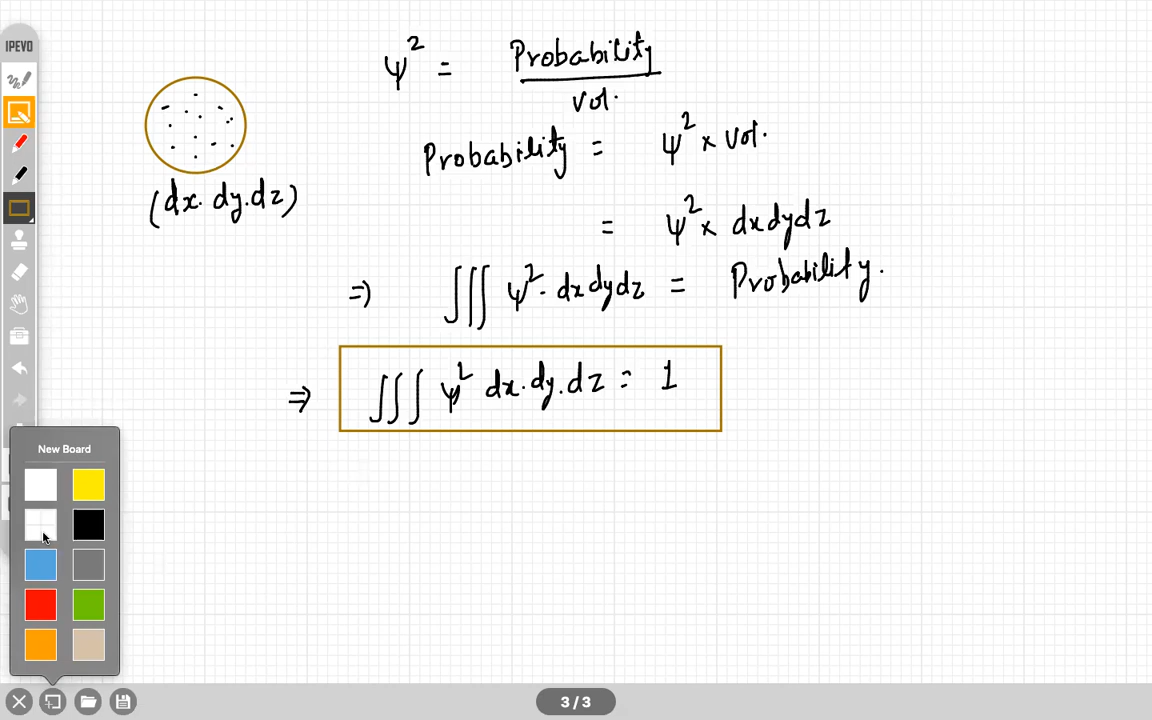 IPEVO
ψ² = Probability / vol.
Probability = ψ² × vol.
(dx. dy. dz)
= ψ² × dxdydz
⇒ ∫∫∫ ψ². dxdydz = Probability.
⇒ ∫∫∫ ψ² dx. dy. dz = 1
New Board
3 / 3